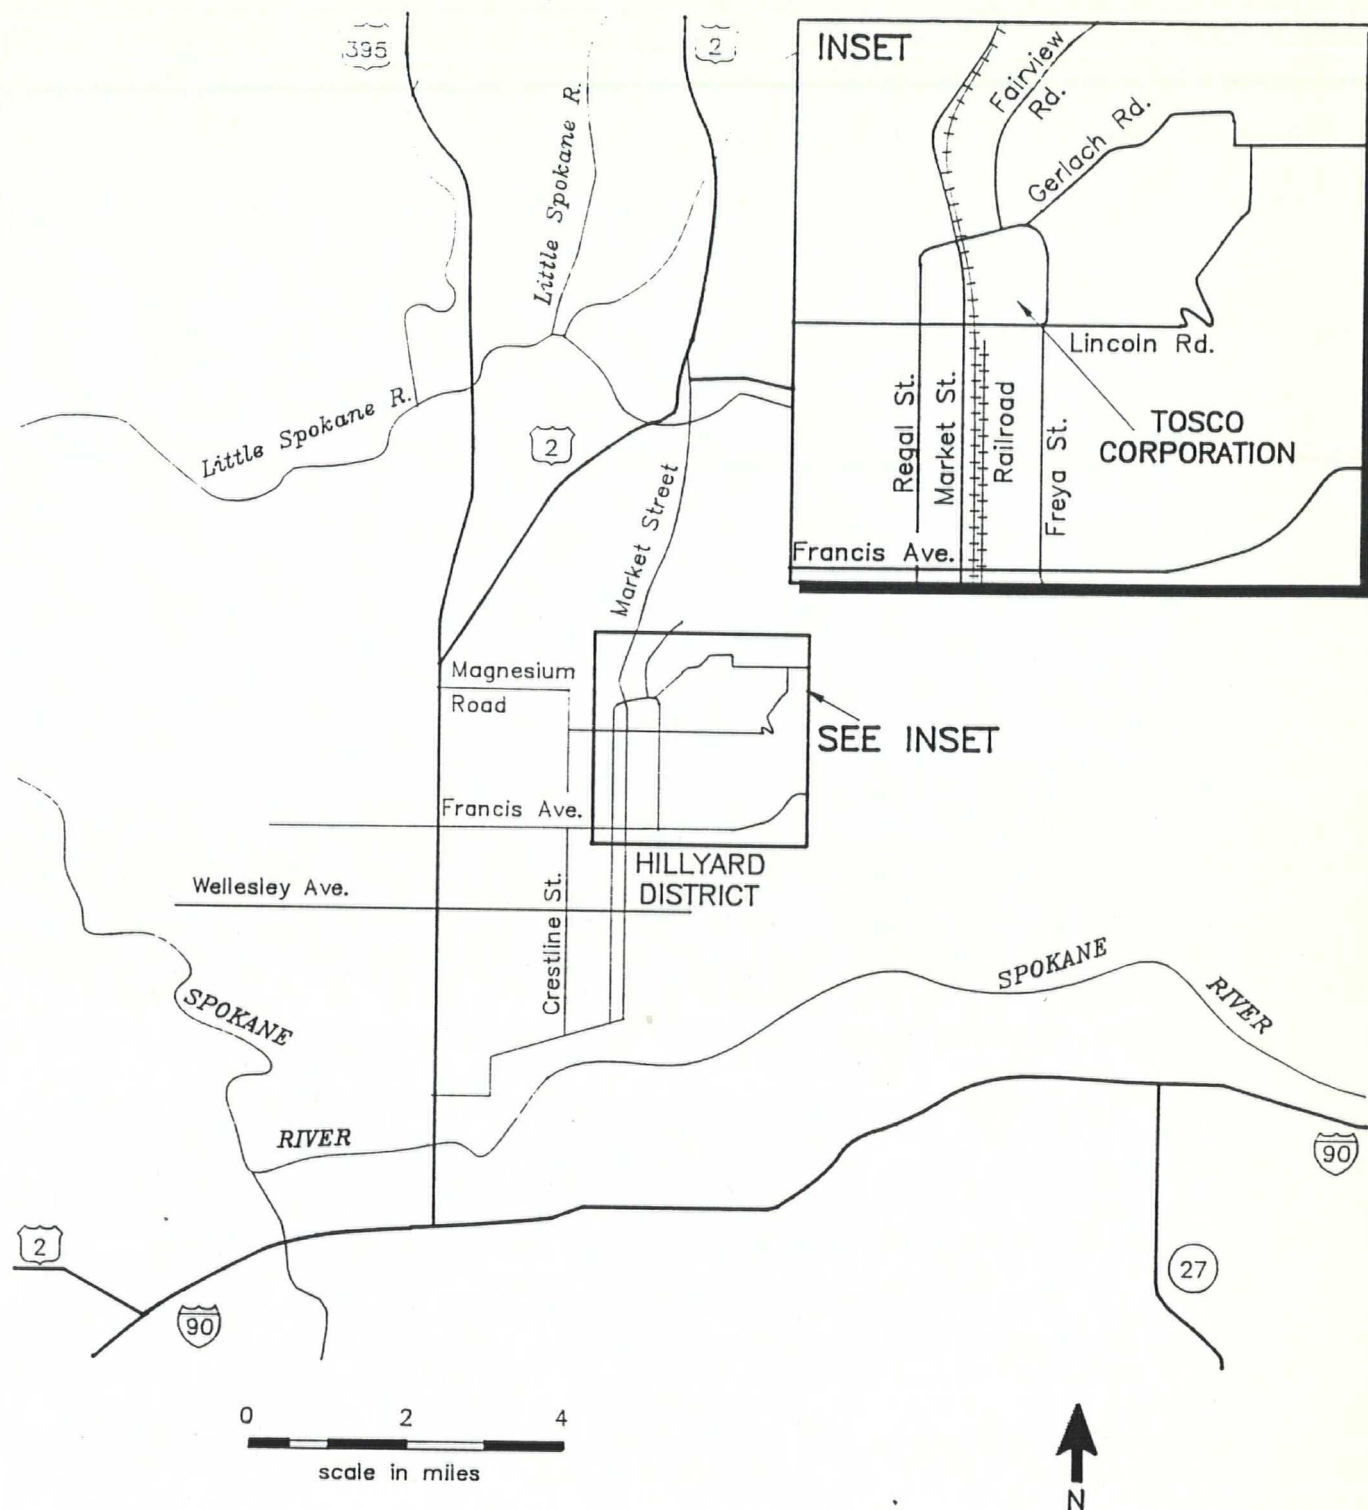 395
2
INSET
Fairview
Rd.
Gerlach Rd.
Little Spokane R.
Lincoln Rd.
Regal St.
Market St.
Railroad
Freya St.
TOSCO
CORPORATION
Francis Ave.
Little Spokane R.
2
Market Street
Magnesium
Road
SEE INSET
Francis Ave.
HILLYARD
DISTRICT
Wellesley Ave.
Crestline St.
SPOKANE
RIVER
SPOKANE
RIVER
90
2
27
90
0 2 4
scale in miles
N